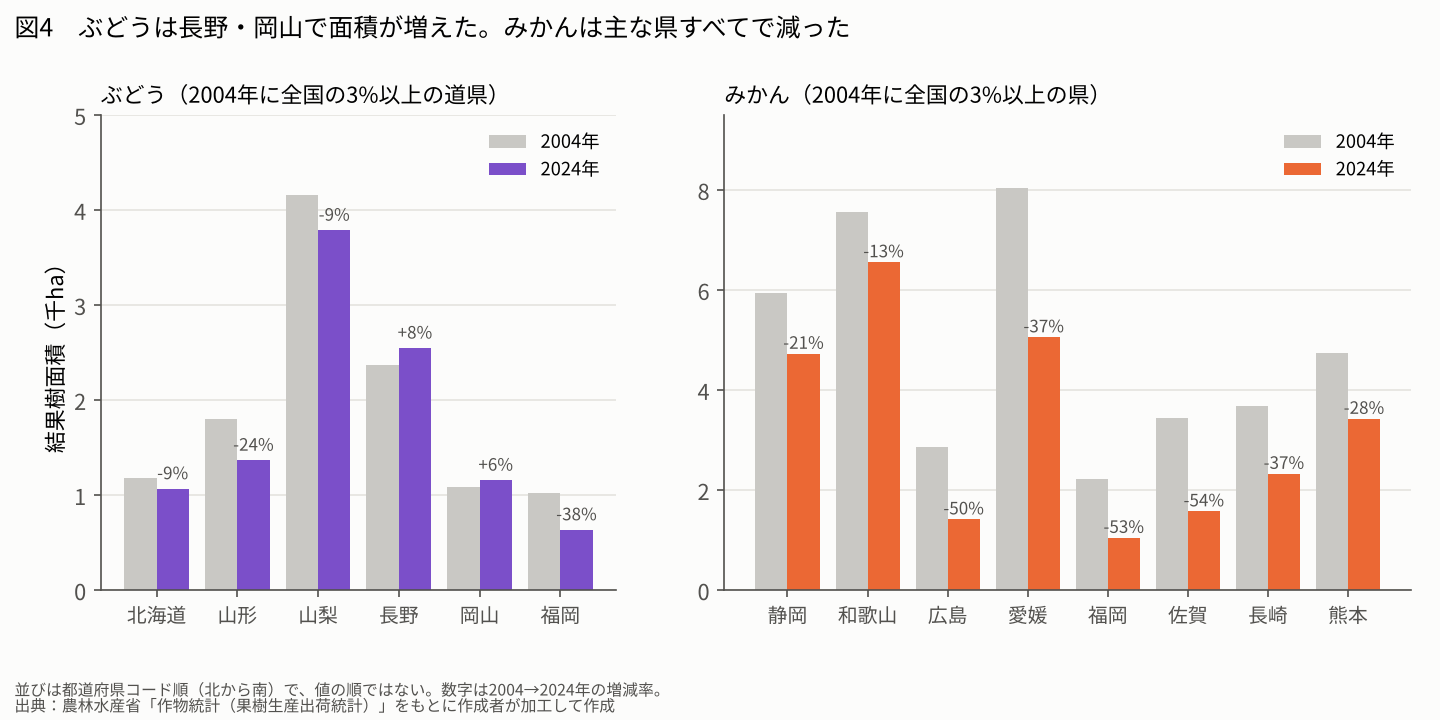 図4　ぶどうは長野・岡山で面積が増えた。みかんは主な県すべてで減った
ぶどう（2004年に全国の3%以上の道県）
結果樹面積（千ha）
5
4
3
2
1
0
2004年
2024年
-9%
-24%
-9%
+8%
+6%
-38%
北海道 山形 山梨 長野 岡山 福岡
みかん（2004年に全国の3%以上の県）
8
6
4
2
0
2004年
2024年
-21%
-13%
-50%
-37%
-53%
-54%
-37%
-28%
静岡 和歌山 広島 愛媛 福岡 佐賀 長崎 熊本
並びは都道府県コード順（北から南）で、値の順ではない。数字は2004→2024年の増減率。
出典：農林水産省「作物統計（果樹生産出荷統計）」をもとに作成者が加工して作成